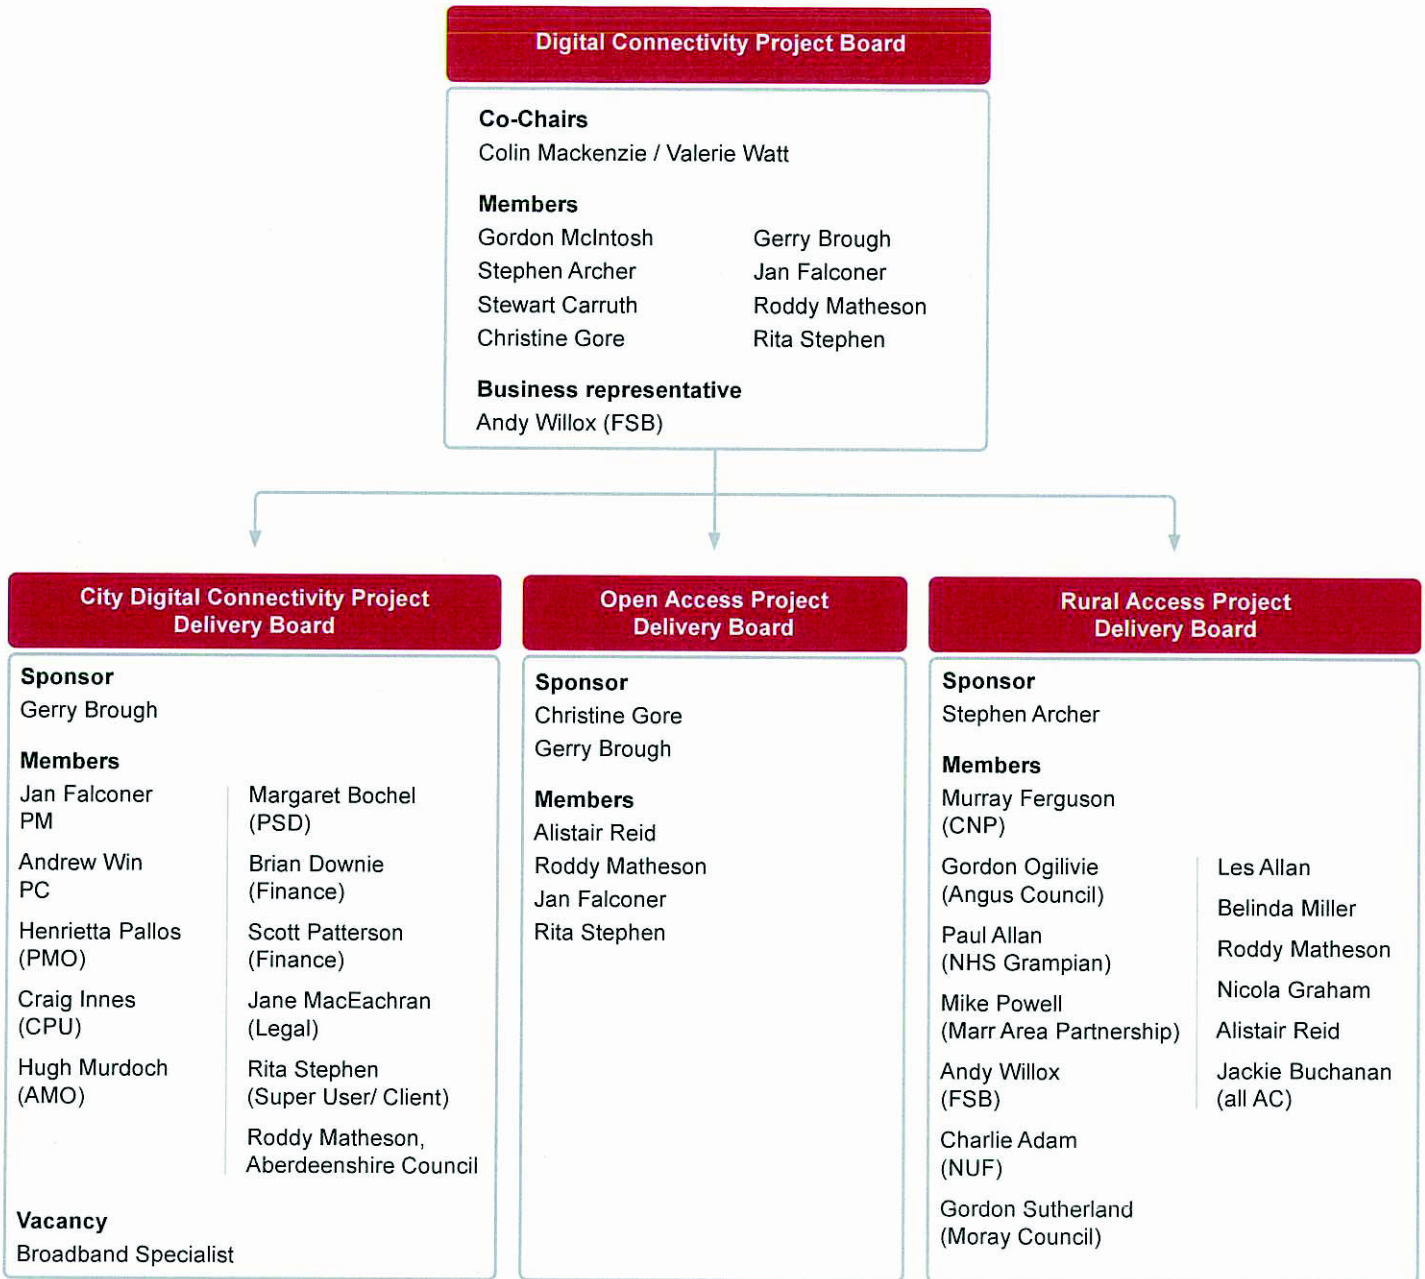 Digital Connectivity Project Board
Co-Chairs
Colin Mackenzie / Valerie Watt
Members
Gordon McIntosh
Stephen Archer
Stewart Carruth
Christine Gore
Gerry Brough
Jan Falconer
Roddy Matheson
Rita Stephen
Business representative
Andy Willox (FSB)
City Digital Connectivity Project
Delivery Board
Sponsor
Gerry Brough
Members
Jan Falconer
PM
Andrew Win
PC
Henrietta Pallos
(PMO)
Craig Innes
(CPU)
Hugh Murdoch
(AMO)
Margaret Bochel
(PSD)
Brian Downie
(Finance)
Scott Patterson
(Finance)
Jane MacEachran
(Legal)
Rita Stephen
(Super User/ Client)
Roddy Matheson,
Aberdeenshire Council
Vacancy
Broadband Specialist
Open Access Project
Delivery Board
Sponsor
Christine Gore
Gerry Brough
Members
Alistair Reid
Roddy Matheson
Jan Falconer
Rita Stephen
Rural Access Project
Delivery Board
Sponsor
Stephen Archer
Members
Murray Ferguson
(CNP)
Gordon Ogilivie
(Angus Council)
Paul Allan
(NHS Grampian)
Mike Powell
(Marr Area Partnership)
Andy Willox
(FSB)
Charlie Adam
(NUF)
Gordon Sutherland
(Moray Council)
Les Allan
Belinda Miller
Roddy Matheson
Nicola Graham
Alistair Reid
Jackie Buchanan
(all AC)